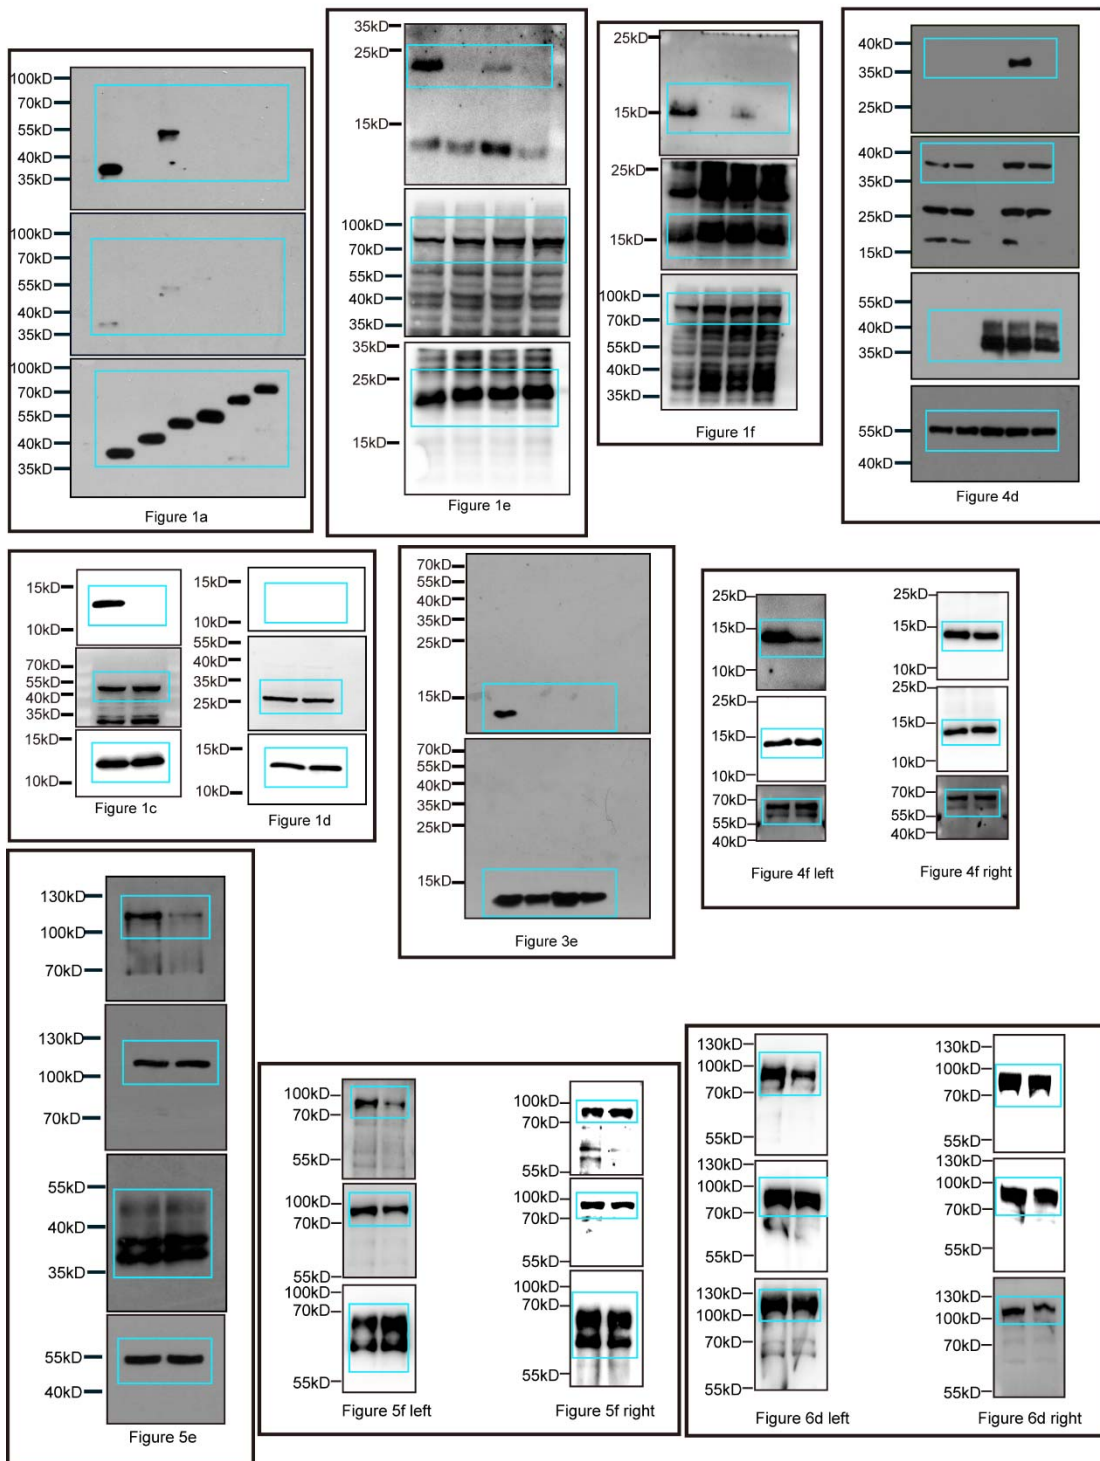 100kD
70kD
55kD
40kD
35kD
100kD
70kD
55kD
40kD
35kD
100kD
70kD
55kD
40kD
35kD
Figure 1a
35kD
25kD
15kD
100kD
70kD
55kD
40kD
35kD
35kD
25kD
15kD
Figure 1e
25kD
15kD
25kD
15kD
100kD
70kD
55kD
40kD
35kD
Figure 1f
40kD
35kD
25kD
40kD
35kD
25kD
15kD
55kD
40kD
35kD
55kD
40kD
Figure 4d
15kD
10kD
70kD
55kD
40kD
35kD
15kD
10kD
Figure 1c
15kD
10kD
55kD
40kD
35kD
25kD
15kD
10kD
Figure 1d
70kD
55kD
40kD
35kD
25kD
15kD
70kD
55kD
40kD
35kD
25kD
15kD
Figure 3e
25kD
15kD
10kD
25kD
15kD
10kD
70kD
55kD
40kD
Figure 4f left
25kD
15kD
10kD
25kD
15kD
10kD
70kD
55kD
40kD
Figure 4f right
130kD
100kD
70kD
130kD
100kD
70kD
55kD
40kD
35kD
55kD
40kD
Figure 5e
100kD
70kD
55kD
100kD
70kD
55kD
100kD
70kD
55kD
Figure 5f left
100kD
70kD
55kD
100kD
70kD
55kD
100kD
70kD
55kD
Figure 5f right
130kD
100kD
70kD
55kD
130kD
100kD
70kD
55kD
130kD
100kD
70kD
55kD
Figure 6d left
130kD
100kD
70kD
55kD
130kD
100kD
70kD
55kD
130kD
100kD
70kD
55kD
Figure 6d right